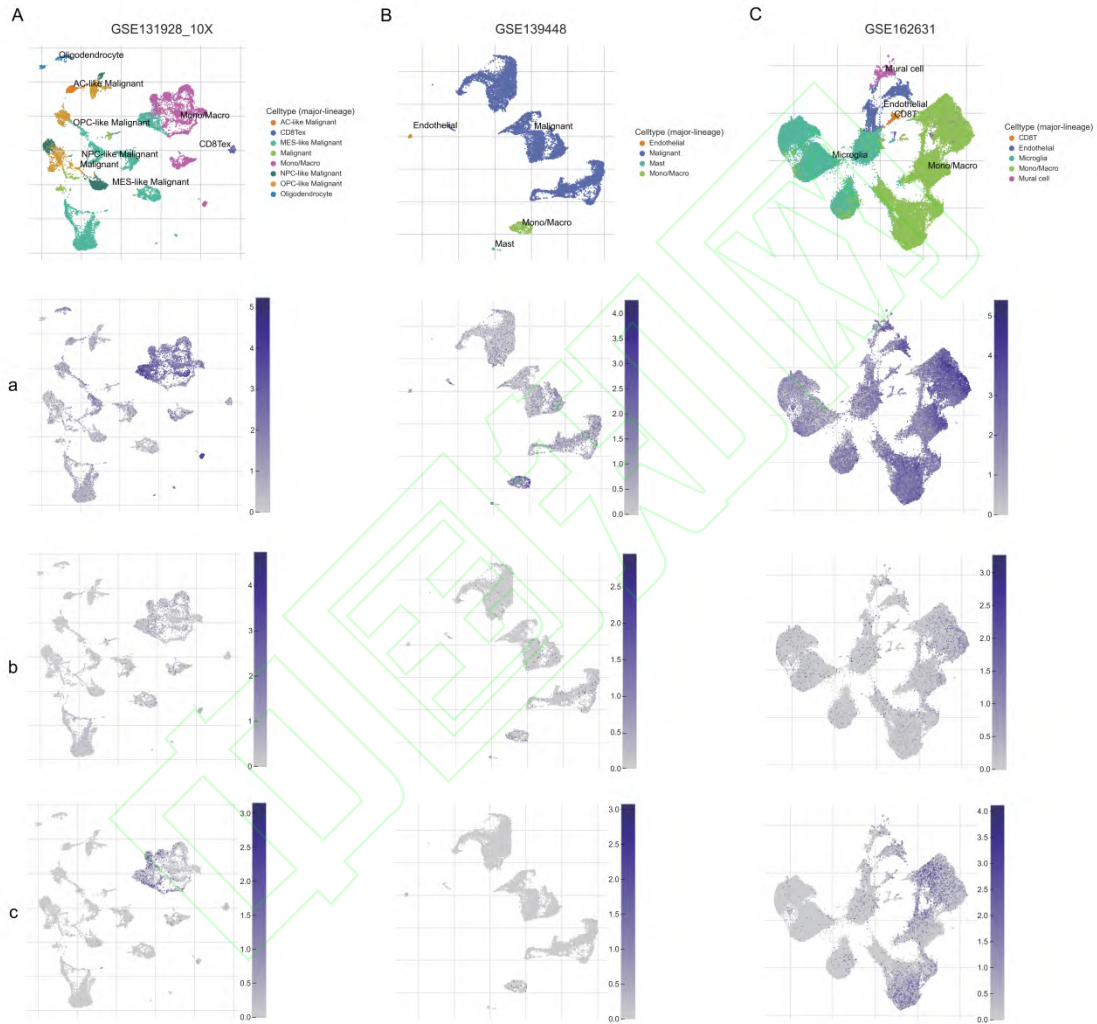 A
GSE131928_10X
Oligodendrocyte
AC-like Malignant
OPC-like Malignant
Mono/Macro
CD8Tex
NPC-like Malignant
Malignant
MES-like Malignant
Celltype (major-lineage)
AC-like Malignant
CD8Tex
MES-like Malignant
Malignant
Mono/Macro
NPC-like Malignant
OPC-like Malignant
Oligodendrocyte
B
GSE139448
Endothelial
Malignant
Mono/Macro
Mast
Celltype (major-lineage)
Endothelial
Malignant
Mast
Mono/Macro
C
GSE162631
Mural cell
Endothelial
CD8T
Microglia
Mono/Macro
Celltype (major-lineage)
CD8T
Endothelial
Microglia
Mono/Macro
Mural cell
a
5
4
3
2
1
0
4.0
3.5
3.0
2.5
2.0
1.5
1.0
0.5
0.0
5
4
3
2
1
0
b
4
3
2
1
0
2.5
2.0
1.5
1.0
0.5
0.0
3.0
2.5
2.0
1.5
1.0
0.5
0.0
c
3.0
2.5
2.0
1.5
1.0
0.5
0.0
3.0
2.5
2.0
1.5
1.0
0.5
0.0
4.0
3.5
3.0
2.5
2.0
1.5
1.0
0.5
0.0